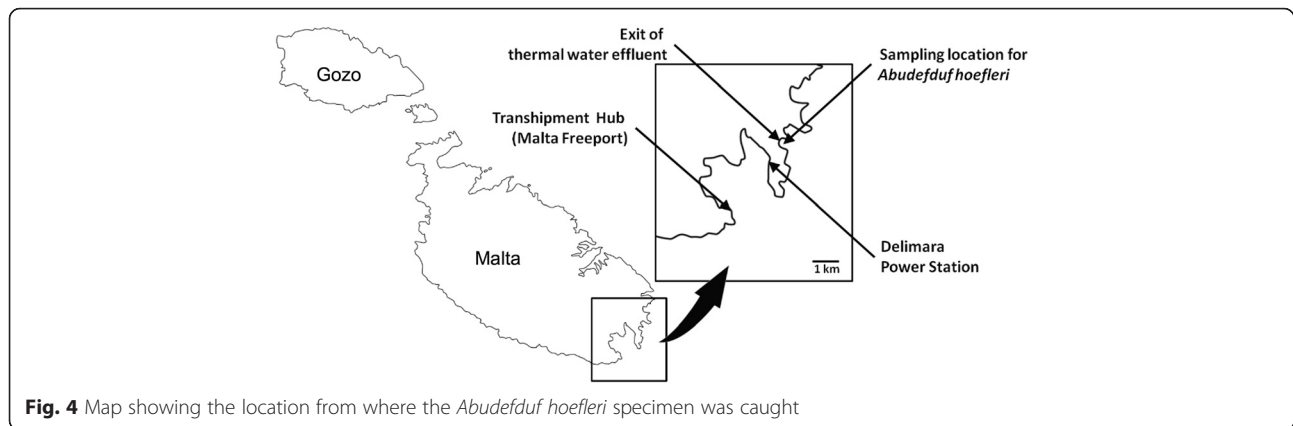 Gozo
Malta
Exit of
thermal water effluent
Sampling location for
Abudefduf hoefleri
Transhipment Hub
(Malta Freeport)
Delimara
Power Station
1 km
Fig. 4 Map showing the location from where the Abudefduf hoefleri specimen was caught